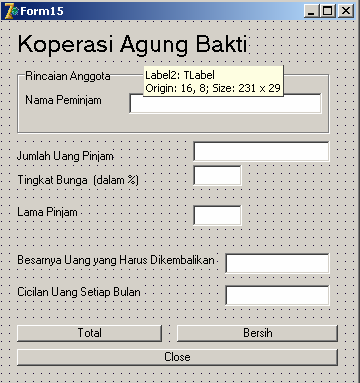 Form15
Koperasi Agung Bakti
Rincaian Anggota
Label2: TLabel
Origin: 16, 8; Size: 231 x 29
Nama Peminjam
Jumlah Uang Pinjam
Tingkat Bunga (dalam %)
Lama Pinjam
Besarnya Uang yang Harus Dikembalikan
Cicilan Uang Setiap Bulan
Total Bersih
Close